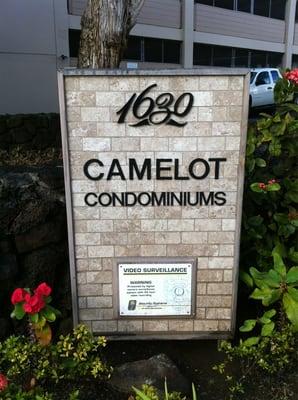 1630
CAMELOT
CONDOMINIUMS
VIDEO SURVEILLANCE
WARNING